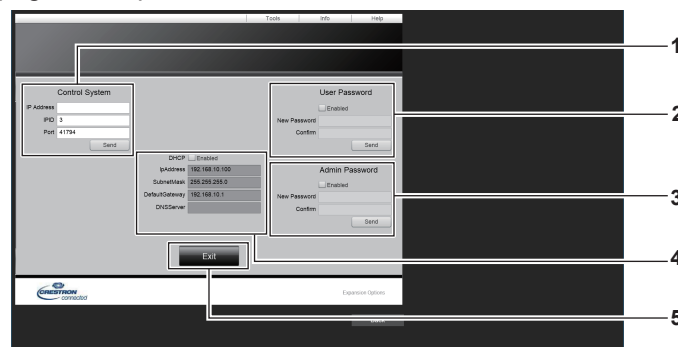 Tools Info Help
1
Control System
IP Address
IPID 3
Port 41794
Send
User Password
Enabled
New Password
Confirm
Send
2
DHCP Enabled
IpAddress 192.168.10.100
SubnetMask 255.255.255.0
DefaultGateway 192.168.10.1
DNSServer
Admin Password
Enabled
New Password
Confirm
Send
3
4
Exit
CRESTRON
connected
Expansion Options
5